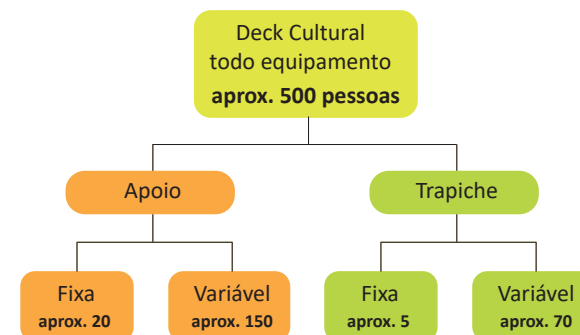 Deck Cultural
todo equipamento
aprox. 500 pessoas
Apoio
Trapiche
Fixa
aprox. 20
Variável
aprox. 150
Fixa
aprox. 5
Variável
aprox. 70